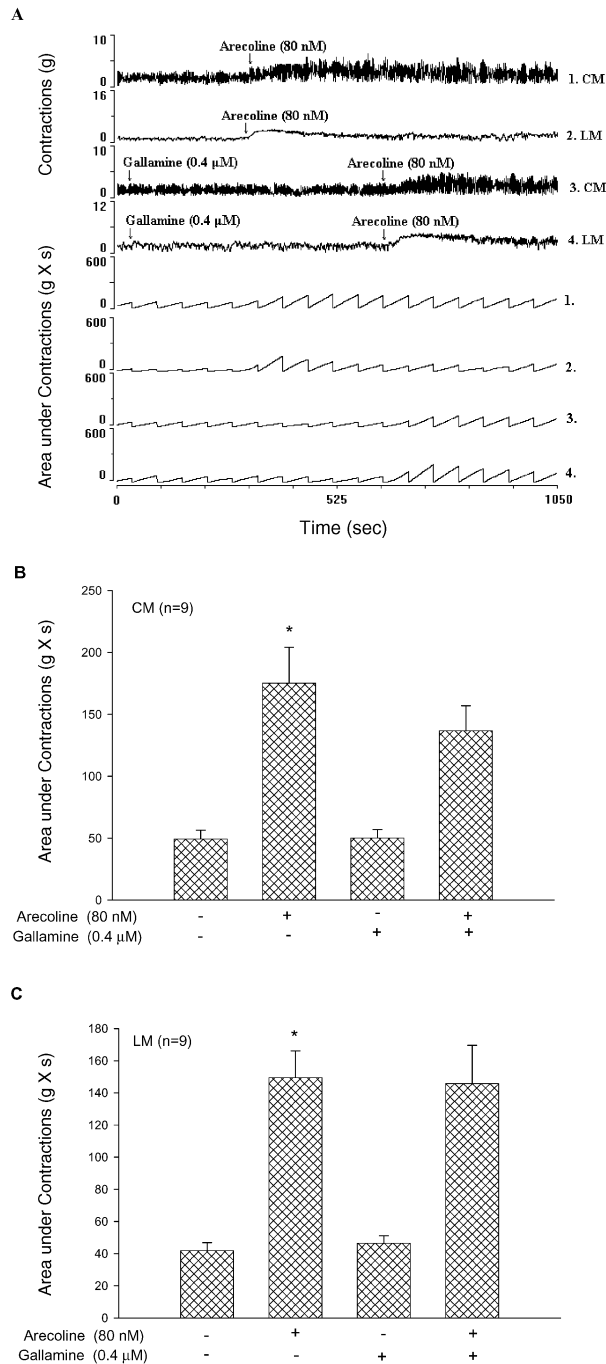 A
Contractions (g)
10
0
Arecoline (80 nM)
1. CM
16
0
Arecoline (80 nM)
2. LM
10
0
Gallamine (0.4 µM)
Arecoline (80 nM)
3. CM
12
0
Gallamine (0.4 µM)
Arecoline (80 nM)
4. LM
Area under Contractions (g X s)
600
0
1.
600
0
2.
600
0
3.
600
0
4.
0
525
1050
Time (sec)
B
CM (n=9)
Area under Contractions (g X s)
250
200
150
100
50
0
*
Arecoline (80 nM) - + - +
Gallamine (0.4 μM) - - + +
C
LM (n=9)
Area under Contractions (g X s)
180
160
140
120
100
80
60
40
20
0
*
Arecoline (80 nM) - + - +
Gallamine (0.4 μM) - - + +